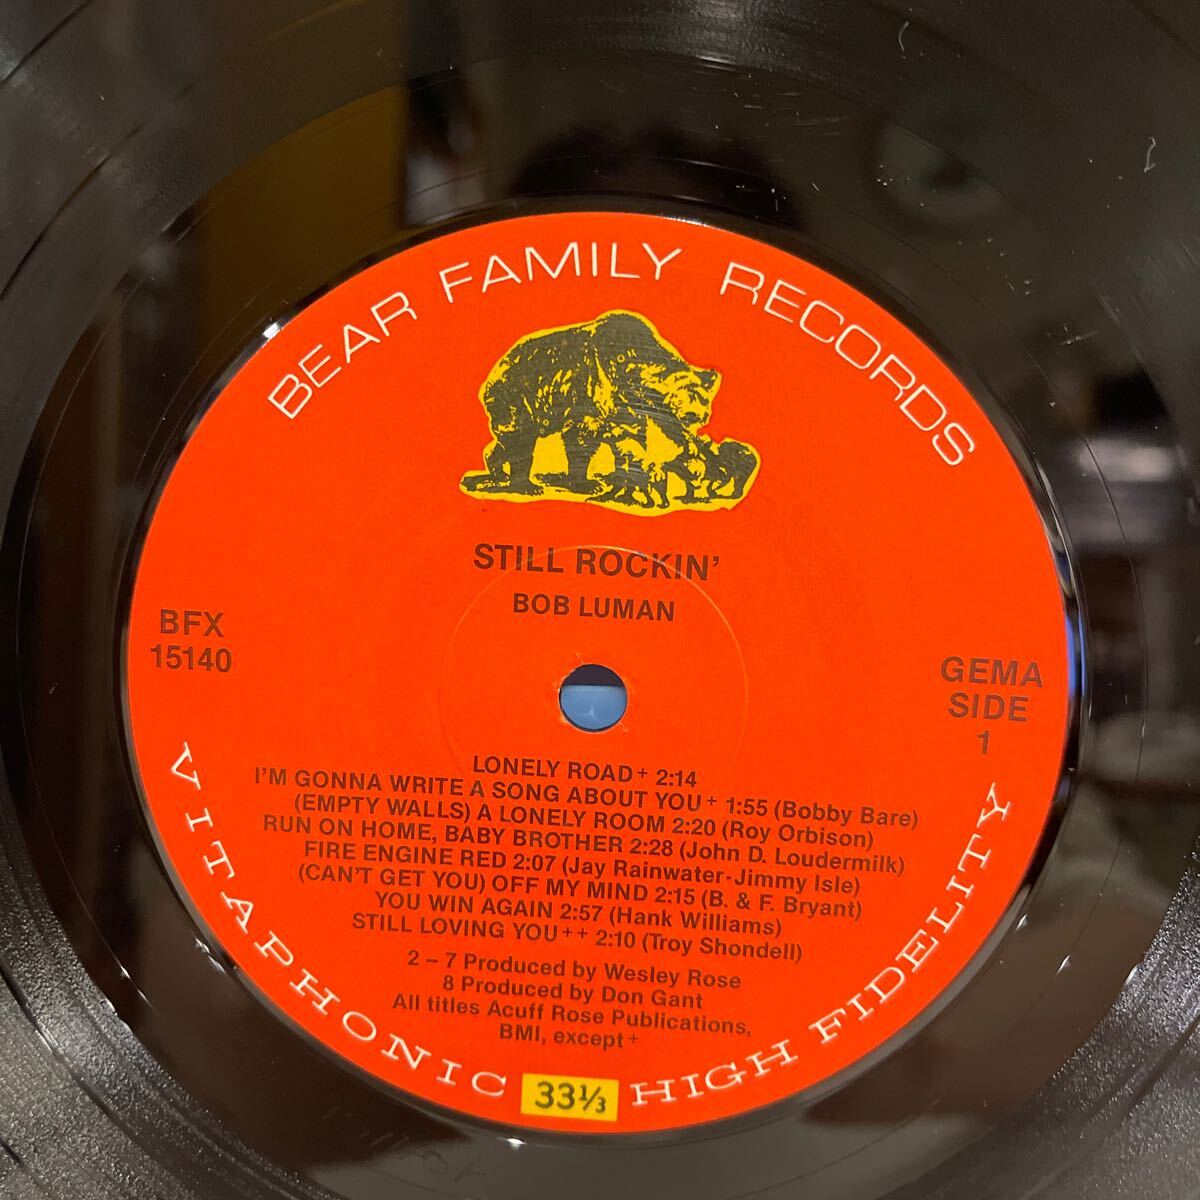 BEAR FAMILY RECORDS
STILL ROCKIN'
BOB LUMAN
BFX
15140
GEMA
SIDE
1
LONELY ROAD+ 2:14
I'M GONNA WRITE A SONG ABOUT YOU+ 1:55 (Bobby Bare)
(EMPTY WALLS) A LONELY ROOM 2:20 (Roy Orbison)
RUN ON HOME, BABY BROTHER 2:28 (John D. Loudermilk)
FIRE ENGINE RED 2:07 (Jay Rainwater-Jimmy Isle)
(CAN'T GET YOU) OFF MY MIND 2:15 (B. & F. Bryant)
YOU WIN AGAIN 2:57 (Hank Williams)
STILL LOVING YOU++ 2:10 (Troy Shondell)
2 – 7 Produced by Wesley Rose
8 Produced by Don Gant
All titles Acuff Rose Publications,
BMI, except+
VITAPHONIC 33⅓ HIGH FIDELITY